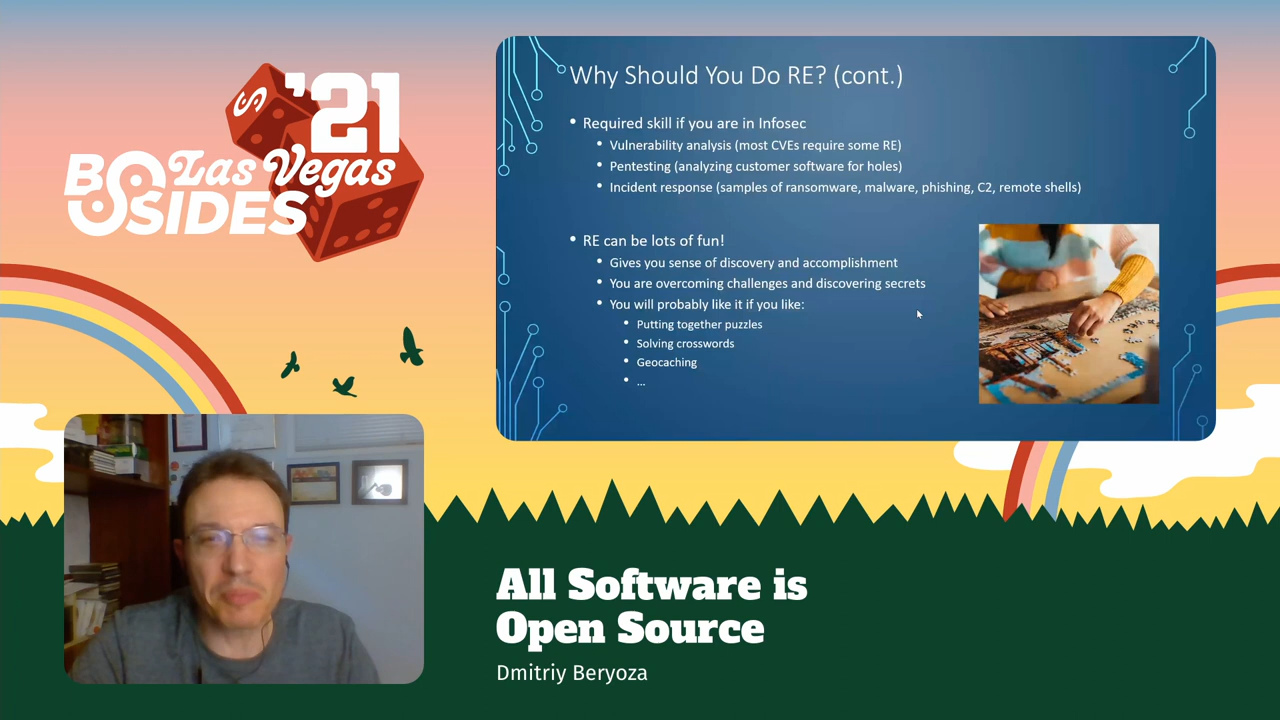 '21
BSIDES Las Vegas
Why Should You Do RE? (cont.)
• Required skill if you are in Infosec
• Vulnerability analysis (most CVEs require some RE)
• Pentesting (analyzing customer software for holes)
• Incident response (samples of ransomware, malware, phishing, C2, remote shells)
• RE can be lots of fun!
• Gives you sense of discovery and accomplishment
• You are overcoming challenges and discovering secrets
• You will probably like it if you like:
• Putting together puzzles
• Solving crosswords
• Geocaching
• ...
All Software is
Open Source
Dmitriy Beryoza